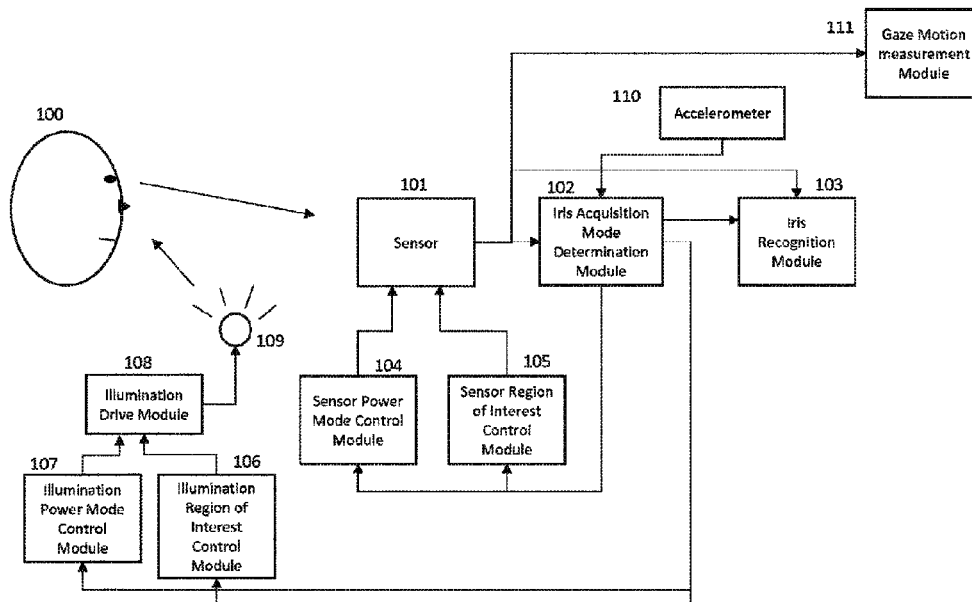 111
Gaze Motion
measurement
Module
110
Accelerometer
100
101
Sensor
102
Iris Acquisition
Mode
Determination
Module
103
Iris
Recognition
Module
109
108
Illumination
Drive Module
104
Sensor Power
Mode Control
Module
105
Sensor Region
of Interest
Control
Module
107
Illumination
Power Mode
Control
Module
106
Illumination
Region of
Interest
Control
Module